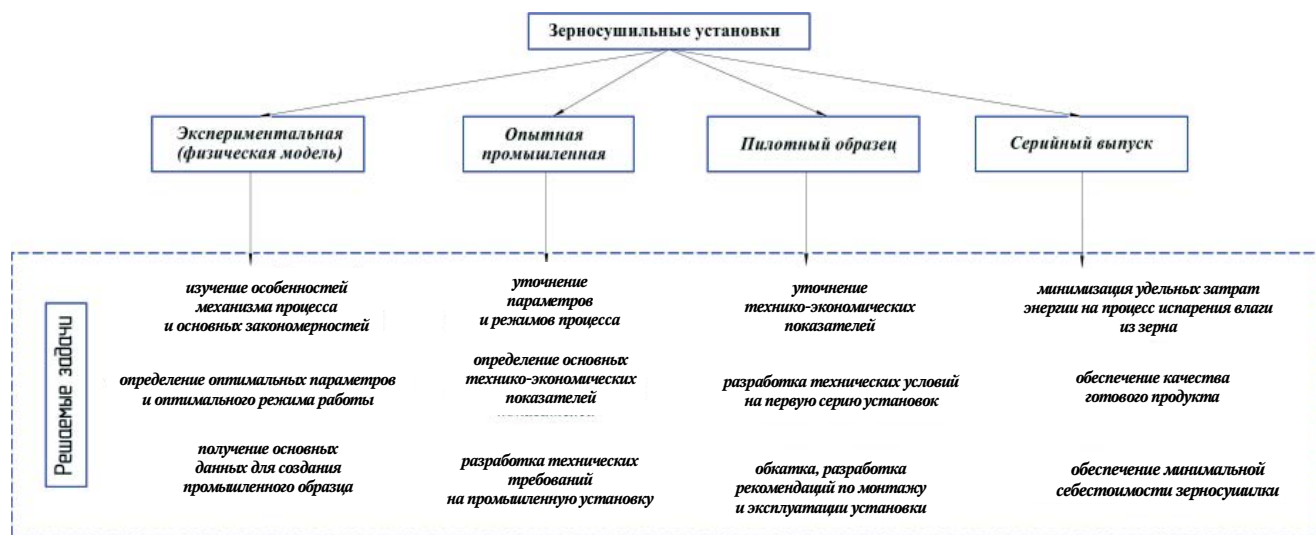 Зерносушильные установки
Экспериментальная
(физическая модель)
Опытная
промышленная
Пилотный образец
Серийный выпуск
Решаемые задачи
изучение особенностей
механизма процесса
и основных закономерностей
определение оптимальных параметров
и оптимального режима работы
получение основных
данных для создания
промышленного образца
уточнение
параметров
и режимов процесса
определение основных
технико-экономических
показателей
разработка технических
требований
на промышленную установку
уточнение
технико-экономических
показателей
разработка технических условий
на первую серию установок
обкатка, разработка
рекомендаций по монтажу
и эксплуатации установки
минимизация удельных затрат
энергии на процесс испарения влаги
из зерна
обеспечение качества
готового продукта
обеспечение минимальной
себестоимости зерносушилки